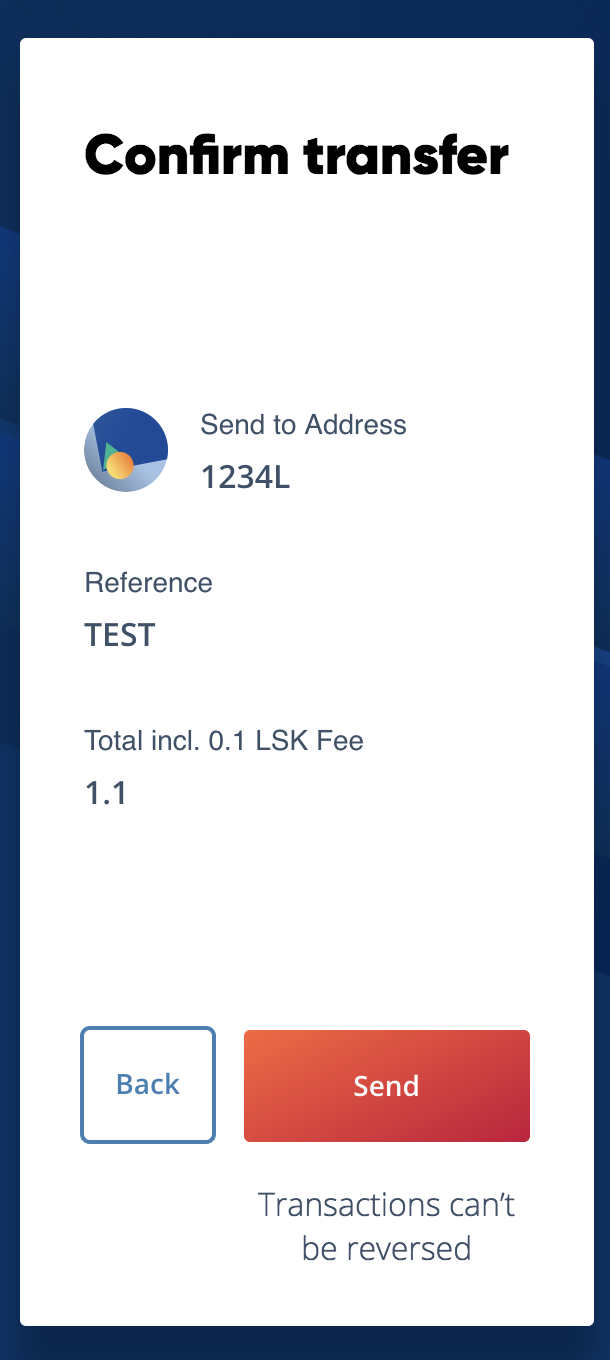 Confirm transfer
Send to Address
1234L
Reference
TEST
Total incl. 0.1 LSK Fee
1.1
Back
Send
Transactions can’t
be reversed